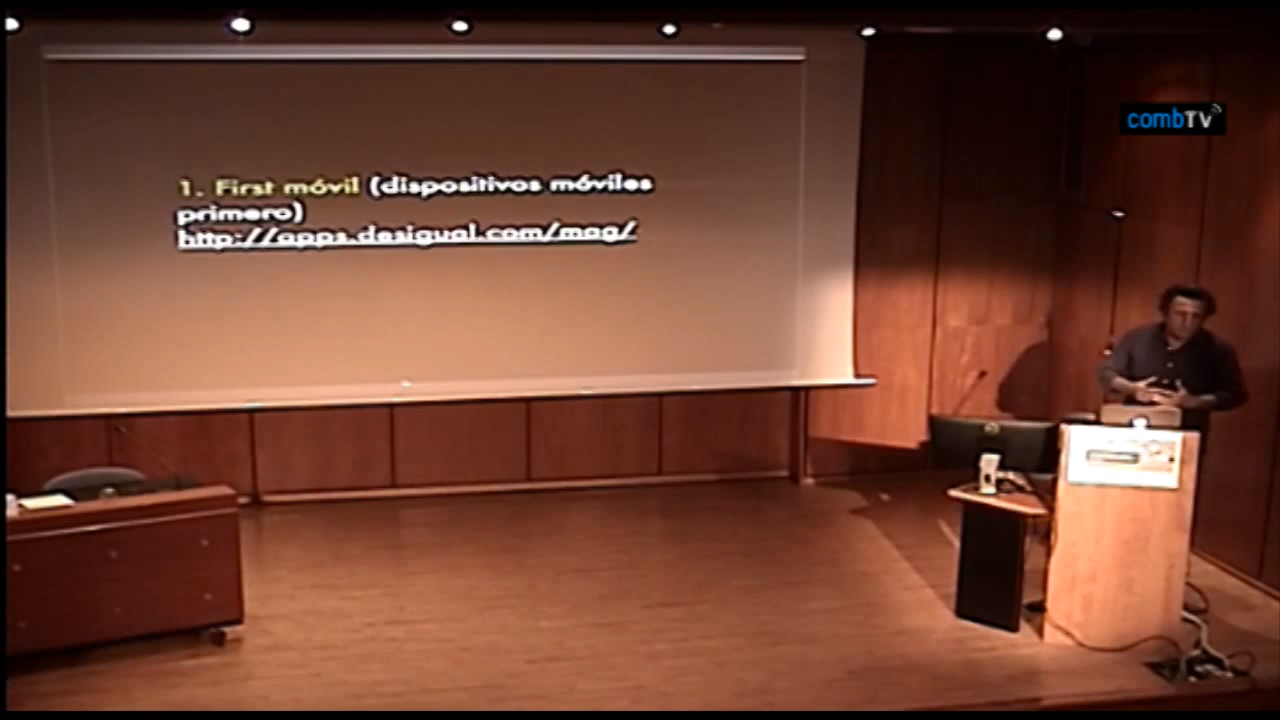 1. First móvil (dispositivos móviles
primero)
http://apps.desigual.com/mag/
combTV